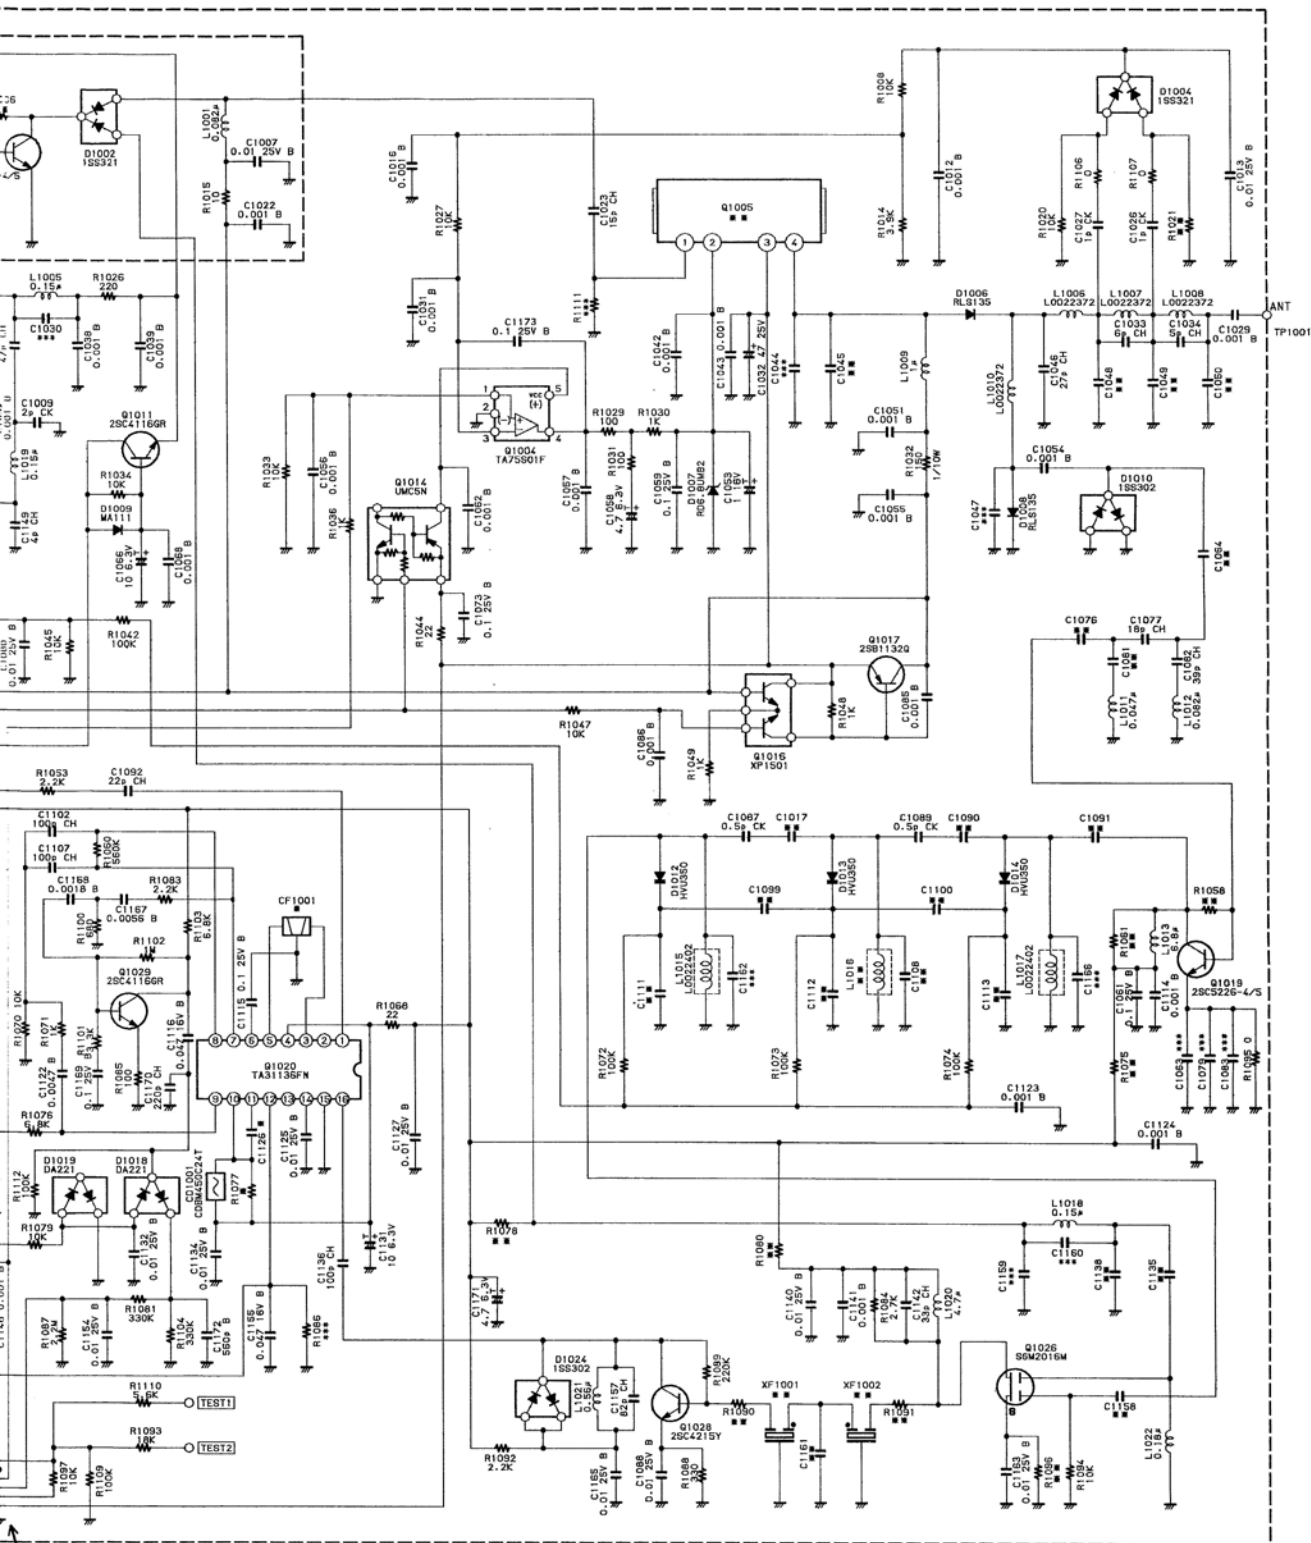 D1002
1SS321
L1001
0.082μ
C1007
0.01 25V B
R1015
10
C1022
0.001 B
C1016
0.001 B
R1027
10K
C1023
15p CH
Q1005
R1008
10K
R1014
3.9K
C1012
0.001 B
D1004
1SS321
R1106
0
R1107
0
R1020
10K
C1027
1p CK
C1026
1p CK
R1021
C1013
0.01 25V B
1
2
3
4
L1005
0.15μ
R1026
220
C1030
***
C1038
0.001 B
C1039
0.001 B
C1031
0.001 B
R1111
***
C1173
0.1 25V B
C1042
0.001 B
C1043 0.001 B
C1032 47 25V
C1044
***
C1045
D1006
RLS135
L1009
1μ
L1006
L0022372
L1007
L0022372
L1008
L0022372
C1033
6p CH
C1034
5p CH
C1029
0.001 B
ANT
TP1001
L1010
L0022372
C1046
27p CH
C1048
C1049
C1050
C1009
2p CK
L1019
0.15μ
C1149
4p CH
Q1011
2SC4116GR
R1034
10K
D1009
MA111
C1066
10 6.3V
C1068
0.001 B
1
2
3
4
5
VCC
(+)
(-)
Q1004
TA75S01F
R1033
10K
C1056
0.001 B
R1036
1K
Q1014
UMC5N
C1062
0.001 B
C1073
0.1 25V B
R1044
22
C1057
0.001 B
R1029
100
R1030
1K
R1031
100
C1058
4.7 6.3V
C1059
0.1 25V B
D1007
RD6.8UMB2
C1053
1 16V
C1051
0.001 B
R1032
150
1/10W
C1055
0.001 B
C1054
0.001 B
C1047
***
D1008
RLS135
D1010
1SS302
C1064
C1080
0.01 25V B
R1045
10K
R1042
100K
Q1017
2SB1132Q
R1048
1K
C1085
0.001 B
Q1016
XP1501
R1047
10K
C1086
0.001 B
R1049
1K
C1076
C1077
18p CH
C1081
C1082
39p CH
L1011
0.047μ
L1012
0.082μ
R1053
2.2K
C1092
22p CH
C1102
100p CH
C1107
100p CH
R1060
560K
C1168
0.0018 B
R1083
2.2K
C1167
0.0056 B
R1100
680
R1103
6.8K
R1102
1M
Q1029
2SC4116GR
CF1001
C1115 0.1 25V B
R1070 10K
R1071
1K
R1101
3.3K
C1122
0.0047 B
C1169
0.1 25V B
R1085
100
C1170
220p CH
C1116
0.047 16V B
R1068
22
8
7
6
5
4
3
2
1
Q1020
TA31136FN
9
10
11
12
13
14
15
16
C1087
0.5p CK
C1017
C1089
0.5p CK
C1090
C1091
D1012
HVU350
D1013
HVU350
D1014
HVU350
C1099
C1100
R1058
R1061
L1013
6.8μ
Q1019
2SC5226-4/5
L1015
L0022402
L1016
L1017
L0022402
C1111
C1162
***
C1112
C1108
C1113
C1166
***
C1061
0.1 25V B
C1114
0.001 B
R1072
100K
R1073
100K
R1074
100K
R1075
C1063 ***
C1079 ***
C1083 ***
R1095 0
C1123
0.001 B
C1124
0.001 B
R1076
6.8K
D1019
DA221
D1018
DA221
R1112
100K
R1079
10K
C1132
0.01 25V B
CD1001
CDBM450C24T
R1077
C1126
C1125
0.01 25V B
C1127
0.01 25V B
C1134
0.01 25V B
C1131
10 6.3V
C1136
100p CH
R1081
330K
R1087
2.2M
C1154
0.01 25V B
R1104
330K
C1172
560p B
C1155
0.047 16V B
R1086
***
R1078
C1171
4.7 6.3V
R1080
C1140
0.01 25V B
C1141
0.001 B
R1084
2.7K
C1142
33p CH
L1020
4.7μ
L1018
0.15μ
C1160
***
C1159
***
C1138
C1135
Q1026
SGM2016M
C1158
L1022
0.18μ
R1110
5.6K
TEST1
R1093
18K
TEST2
R1097
10K
R1109
100K
D1024
1SS302
L1021
0.56μ
C1157
82p CH
R1089
220K
R1090
XF1001
XF1002
R1091
Q1028
2SC4215Y
C1161
R1092
2.2K
C1165
0.01 25V B
C1088
0.01 25V B
R1088
330
C1163
0.01 25V B
R1096
R1094
10K